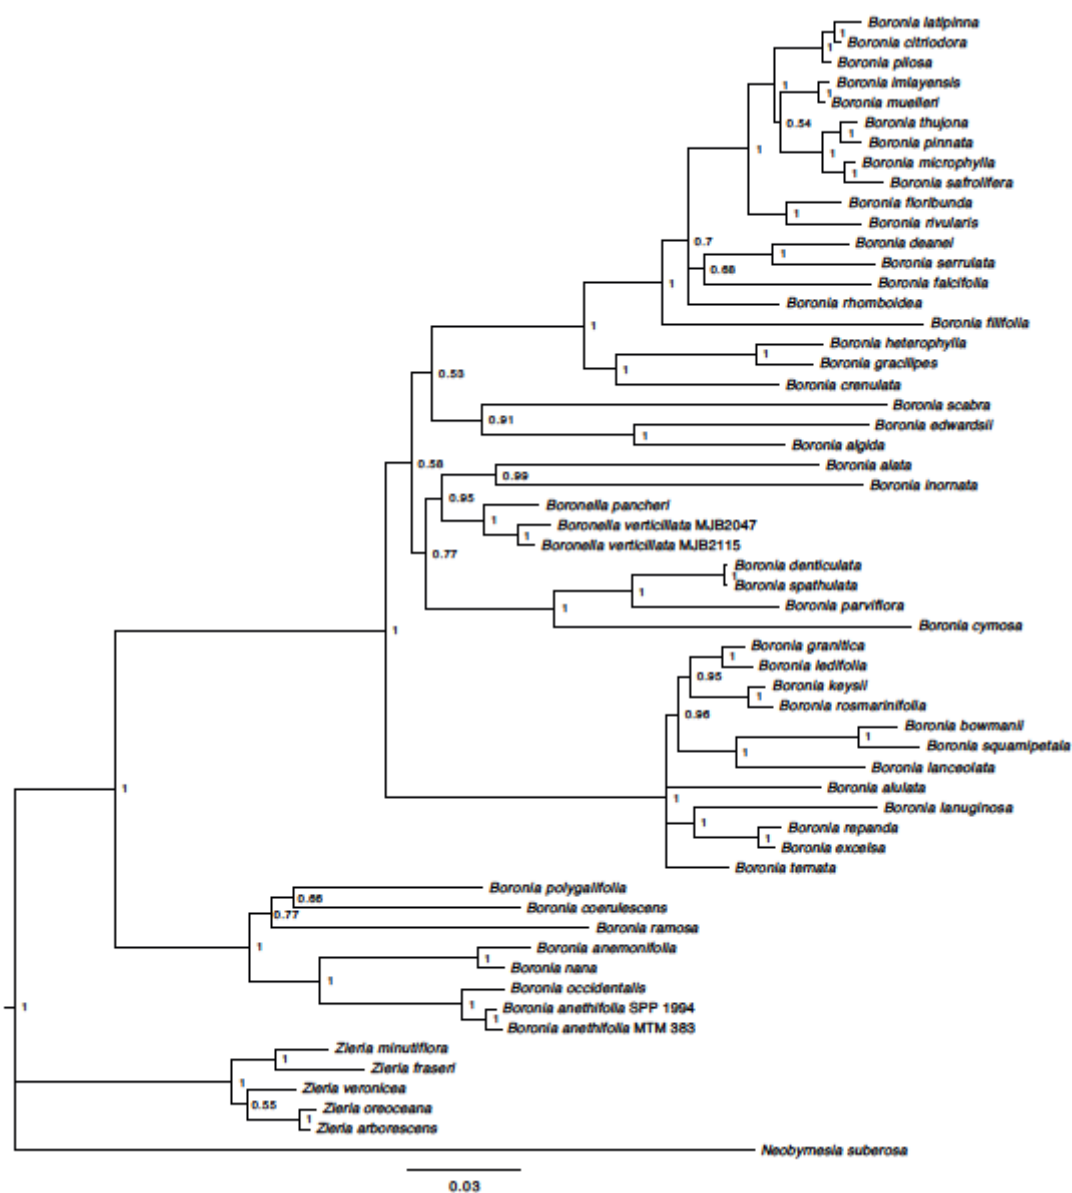 Boronia latipinna
1
Boronia citriodora
1
Boronia pilosa
Boronia imlayensis
1
1
Boronia muelleri
Boronia thujona
0.54
1
Boronia pinnata
1
1
Boronia microphylla
1
Boronia safrolifera
Boronia floribunda
1
Boronia rivularis
0.7
Boronia deanei
1
Boronia serrulata
0.68
Boronia falcifolia
1
Boronia rhomboidea
Boronia filifolia
1
Boronia heterophylla
1
Boronia gracilipes
1
0.53
Boronia crenulata
Boronia scabra
0.91
Boronia edwardsii
1
Boronia algida
0.58
Boronia alata
0.99
Boronia inornata
0.95
Boronella pancheri
1
Boronella verticillata MJB2047
1
Boronella verticillata MJB2115
0.77
Boronia denticulata
1
Boronia spathulata
1
Boronia parviflora
1
Boronia cymosa
1
Boronia granitica
1
Boronia ledifolia
0.95
Boronia keysii
1
Boronia rosmarinifolia
0.96
Boronia bowmanii
1
Boronia squamipetala
1
Boronia lanceolata
1
Boronia alulata
1
Boronia lanuginosa
1
Boronia repanda
1
Boronia excelsa
Boronia ternata
Boronia polygalifolia
0.66
Boronia coerulescens
0.77
Boronia ramosa
1
Boronia anemonifolia
1
Boronia nana
1
Boronia occidentalis
1
Boronia anethifolia SPP 1994
1
1
Boronia anethifolia MTM 383
Zieria minutiflora
1
Zieria fraseri
1
Zieria veronicea
0.55
Zieria oreoceana
1
Zieria arborescens
Neobyrnesia suberosa
0.03